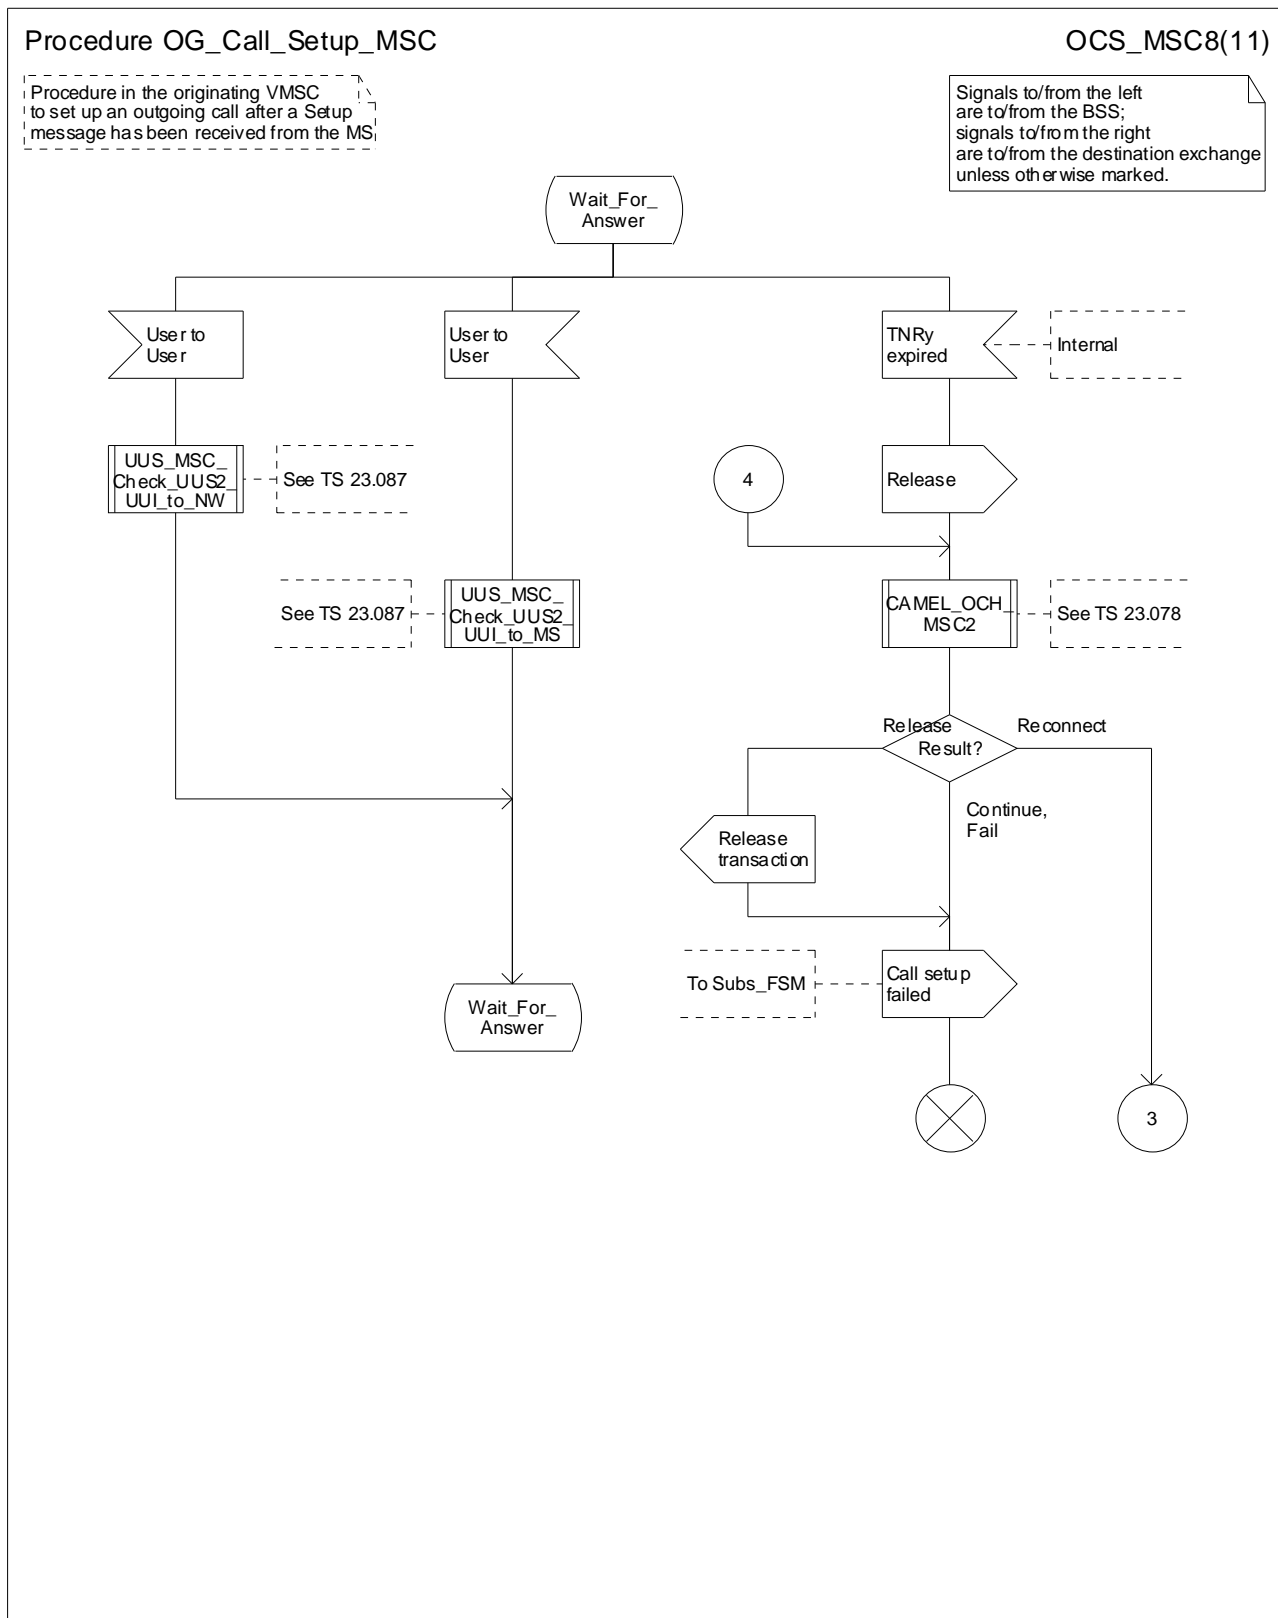 Procedure OG_Call_Setup_MSC
OCS_MSC8(11)
Procedure in the originating VMSC
to set up an outgoing call after a Setup
message has been received from the MS
Signals to/from the left
are to/from the BSS;
signals to/from the right
are to/from the destination exchange
unless otherwise marked.
Wait_For_
Answer
User to
User
User to
User
TNRy
expired
Internal
UUS_MSC_
Check_UUS2_
UUI_to_NW
See TS 23.087
4
Release
See TS 23.087
UUS_MSC_
Check_UUS2_
UUI_to_MS
CAMEL_OCH_
MSC2
See TS 23.078
Release
Result?
Reconnect
Continue,
Fail
Release
transaction
To Subs_FSM
Call setup
failed
Wait_For_
Answer
3